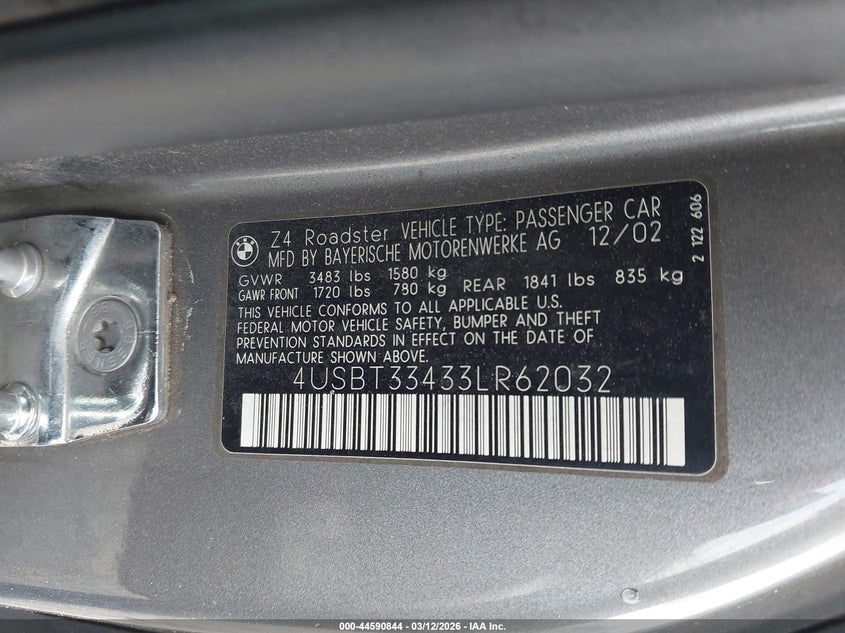 Z4 Roadster VEHICLE TYPE: PASSENGER CAR
MFD BY BAYERISCHE MOTORENWERKE AG 12/02
GVWR 3483 lbs 1580 kg
GAWR FRONT 1720 lbs 780 kg REAR 1841 lbs 835 kg
THIS VEHICLE CONFORMS TO ALL APPLICABLE U.S.
FEDERAL MOTOR VEHICLE SAFETY, BUMPER AND THEFT
PREVENTION STANDARDS IN EFFECT ON THE DATE OF
MANUFACTURE SHOWN ABOVE.
4USBT33433LR62032
2 122 606
000-44590844 | 03/12/2026 | IAA Inc.